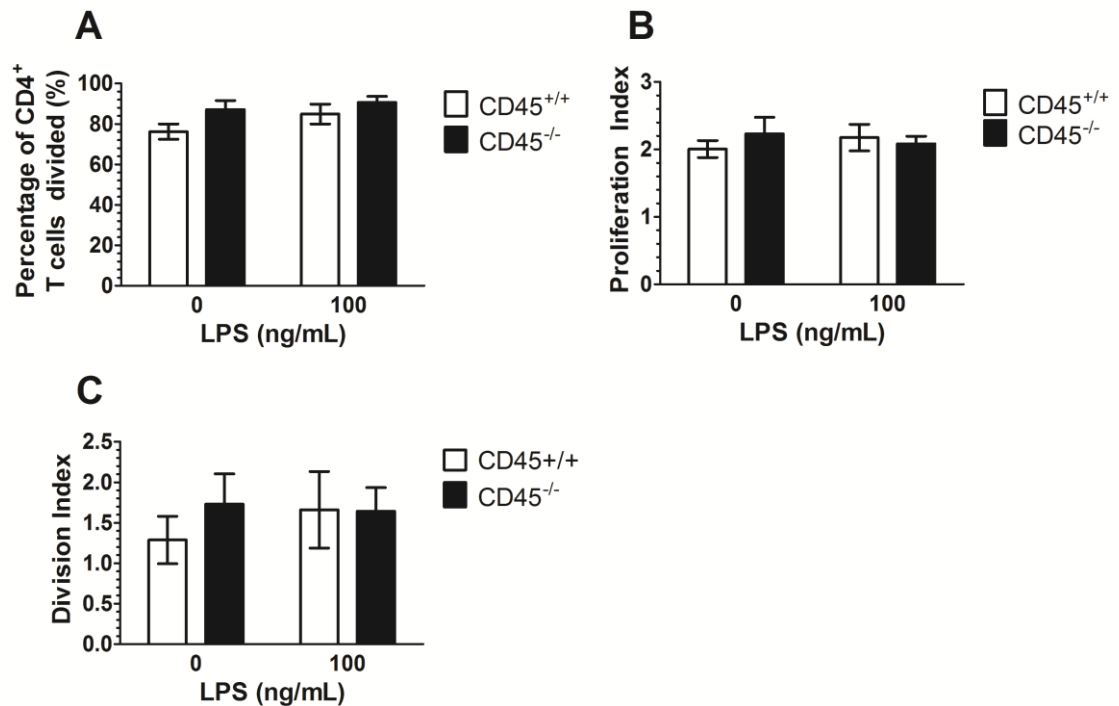 A
Percentage of CD4+
T cells divided (%)
100
80
60
40
20
0
0
100
LPS (ng/mL)
CD45+/+
CD45-/-
B
Proliferation Index
3
2
1
0
0
100
LPS (ng/mL)
CD45+/+
CD45-/-
C
Division Index
2.5
2.0
1.5
1.0
0.5
0.0
0
100
LPS (ng/mL)
CD45+/+
CD45-/-